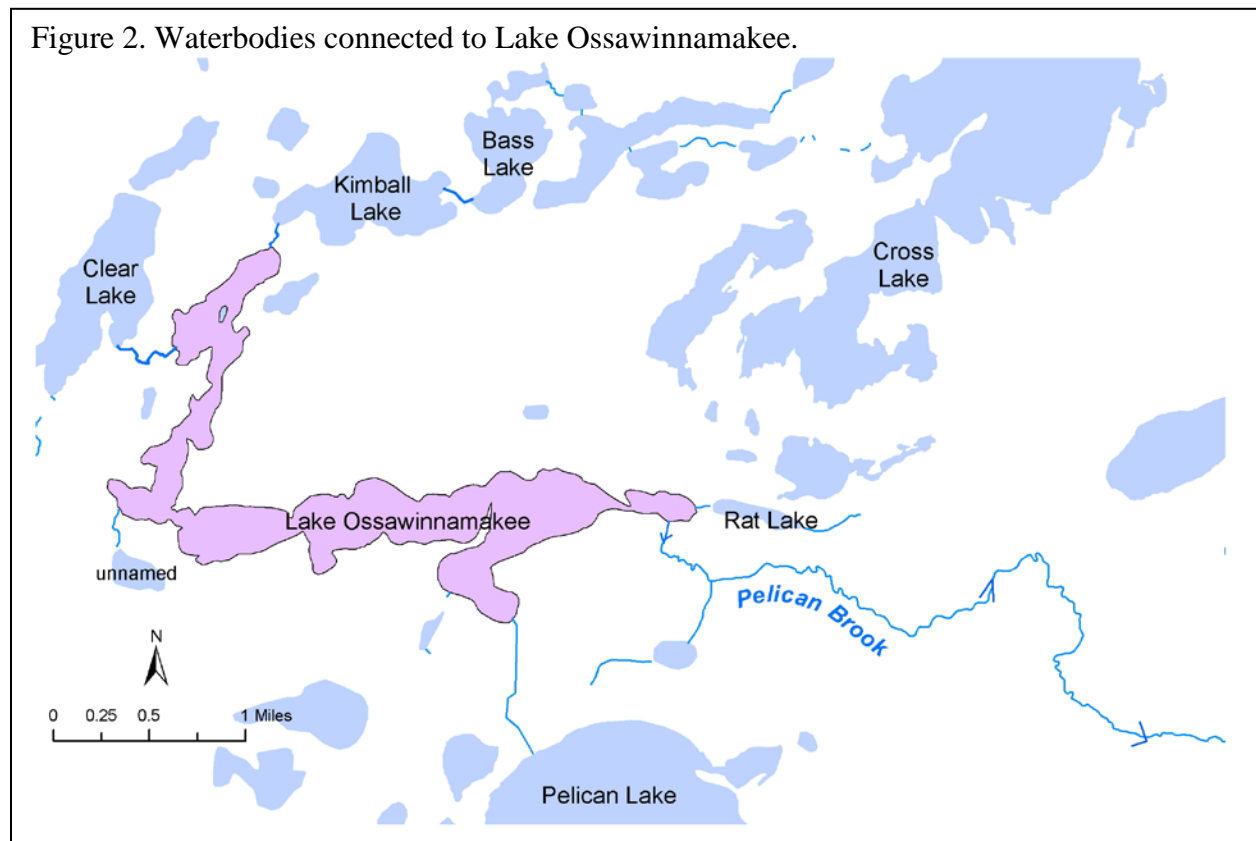 Figure 2. Waterbodies connected to Lake Ossawinnamakee.
Bass
Lake
Kimball
Lake
Clear
Lake
Cross
Lake
Lake Ossawinnamakee
Rat Lake
unnamed
Pelican Brook
N
0 0.25 0.5 1 Miles
Pelican Lake